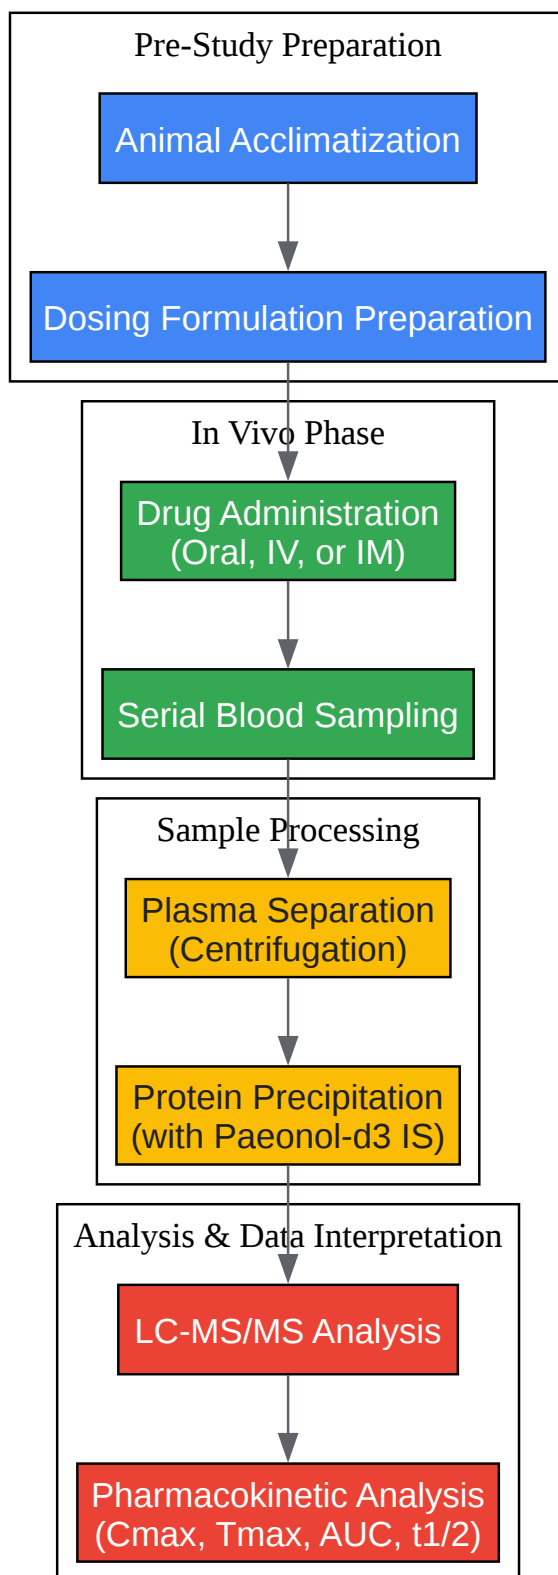 Pre-Study Preparation
Animal Acclimatization
Dosing Formulation Preparation
In Vivo Phase
Drug Administration
(Oral, IV, or IM)
Serial Blood Sampling
Sample Processing
Plasma Separation
(Centrifugation)
Protein Precipitation
(with Paeonol-d3 IS)
Analysis & Data Interpretation
LC-MS/MS Analysis
Pharmacokinetic Analysis
(Cmax, Tmax, AUC, t1/2)